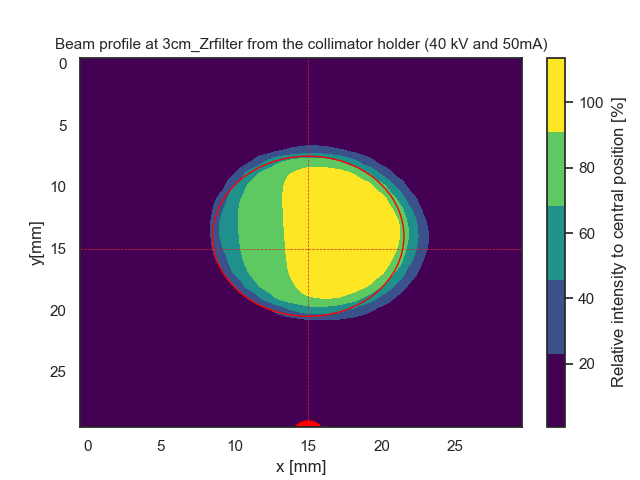 Beam profile at 3cm_Zrfilter from the collimator holder (40 kV and 50mA)
0
5
10
15
20
25
y[mm]
0 5 10 15 20 25
x [mm]
100
80
60
40
20
Relative intensity to central position [%]